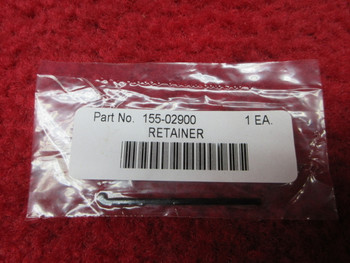 Part No. 155-02900 1 EA.
RETAINER